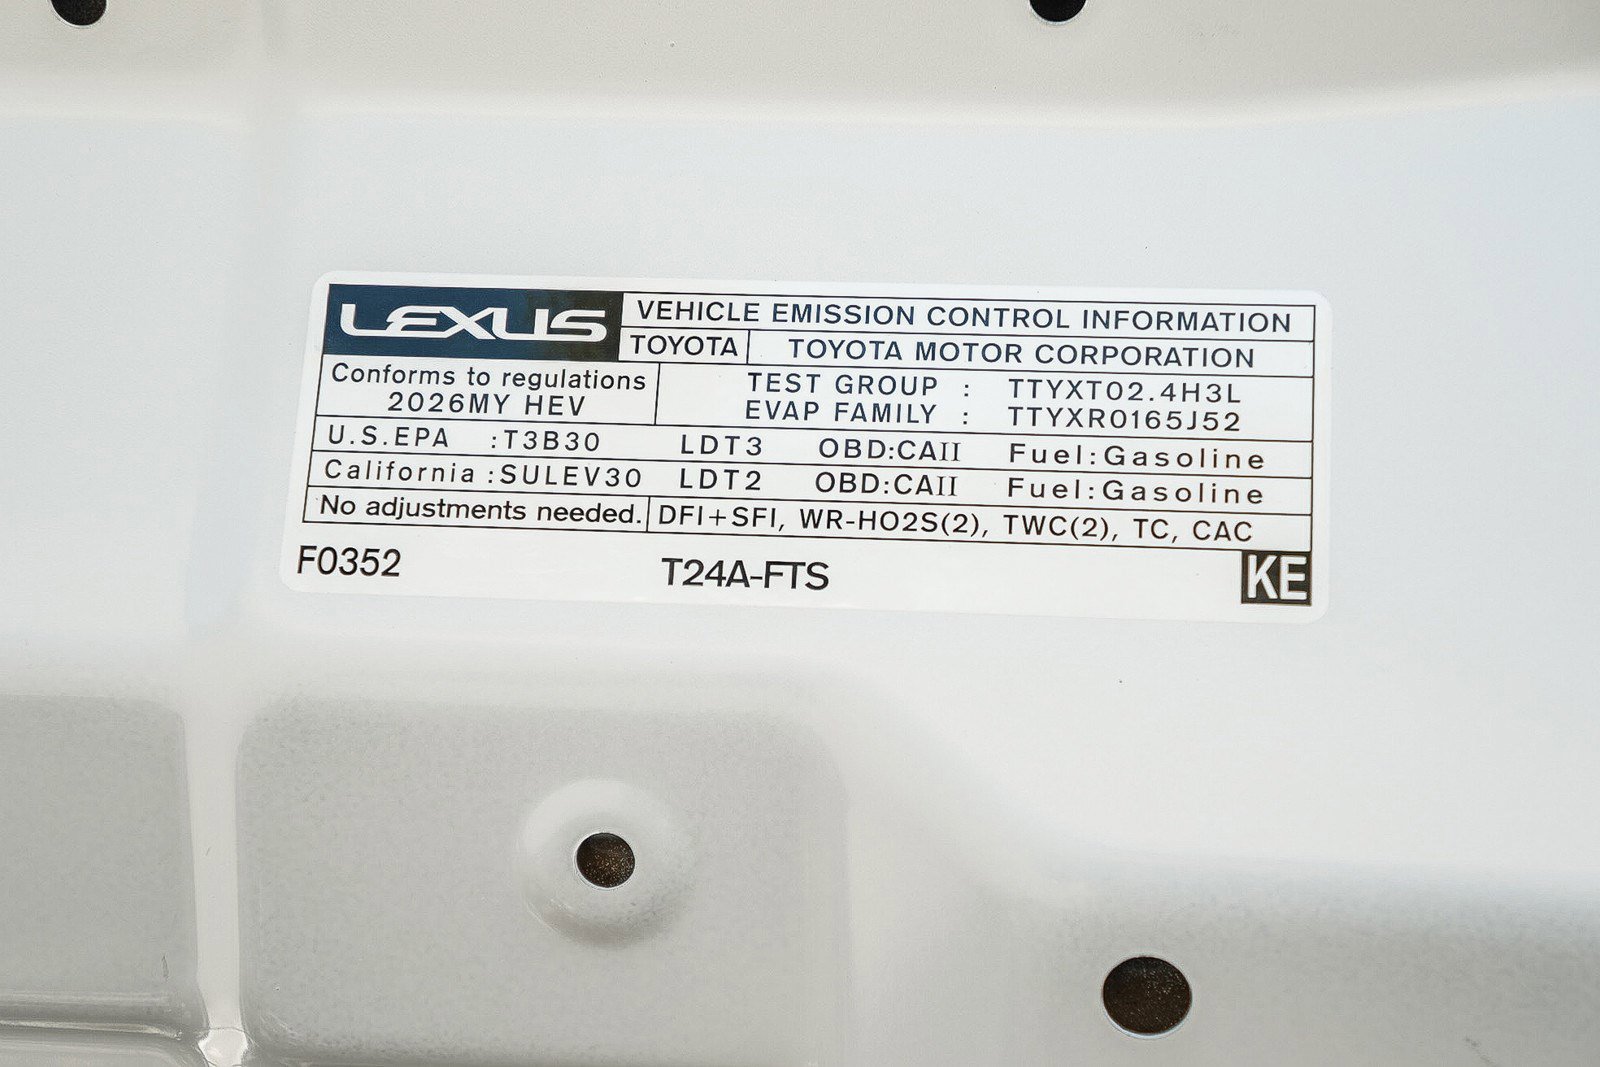 LEXUS VEHICLE EMISSION CONTROL INFORMATION
TOYOTA TOYOTA MOTOR CORPORATION
Conforms to regulations
2026MY HEV
TEST GROUP : TTYXT02.4H3L
EVAP FAMILY : TTYXR0165J52
U.S.EPA :T3B30 LDT3 OBD:CAII Fuel:Gasoline
California :SULEV30 LDT2 OBD:CAII Fuel:Gasoline
No adjustments needed. DFI+SFI, WR-HO2S(2), TWC(2), TC, CAC
F0352 T24A-FTS KE